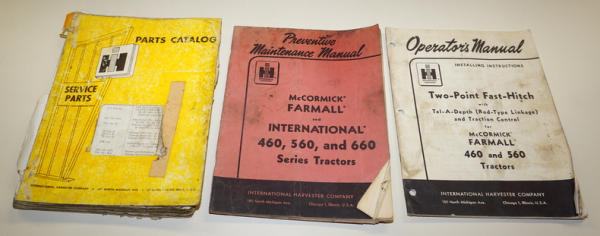 PARTS CATALOG
IH
SERVICE
PARTS
INTERNATIONAL HARVESTER COMPANY
Preventive
Maintenance Manual
IH
McCORMICK®
FARMALL®
and
INTERNATIONAL®
460, 560, and 660
Series Tractors
INTERNATIONAL HARVESTER COMPANY
180 North Michigan Ave. Chicago 1, Illinois, U.S.A.
Operator's Manual
INSTALLING INSTRUCTIONS
IH
Two-Point Fast-Hitch
with
Tel-A-Depth (Rod-Type Linkage)
and Traction Control
for
McCORMICK®
FARMALL®
460 and 560
Tractors
INTERNATIONAL HARVESTER COMPANY
180 North Michigan Ave. Chicago 1, Illinois, U.S.A.